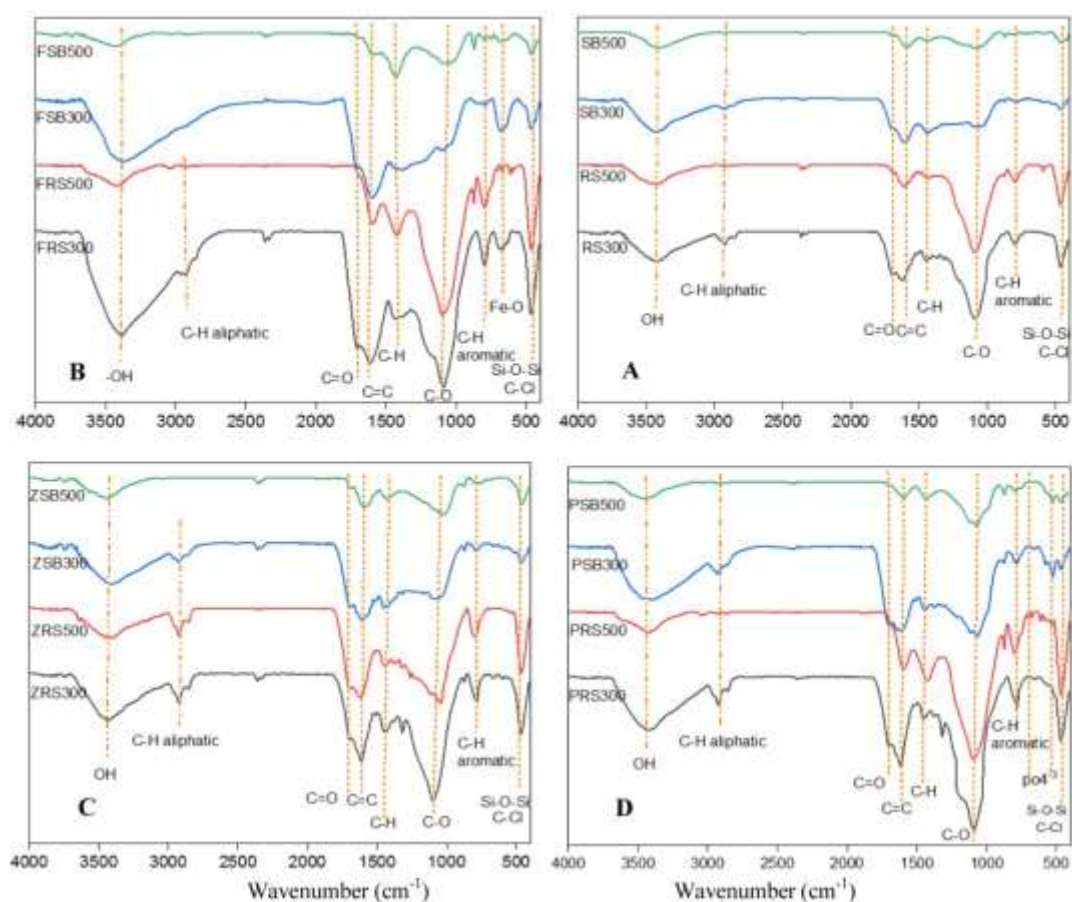 FSB500
FSB300
FRS500
FRS300
C-H aliphatic
-OH
B
C=O
C=C
C-H
C-O
C-H
aromatic
Fe-O
Si-O-Si
C-Cl
4000 3500 3000 2500 2000 1500 1000 500
SB500
SB300
RS500
RS300
C-H aliphatic
OH
C=O
C=C
C-H
C-O
C-H
aromatic
Si-O-Si
C-Cl
A
4000 3500 3000 2500 2000 1500 1000 500
ZSB500
ZSB300
ZRS500
ZRS300
C-H aliphatic
OH
C
C=O
C=C
C-H
C-O
C-H
aromatic
Si-O-Si
C-Cl
4000 3500 3000 2500 2000 1500 1000 500
Wavenumber (cm⁻¹)
PSB500
PSB300
PRS500
PRS300
C-H aliphatic
OH
C=O
C=C
C-H
C-O
C-H
aromatic
Si-O-Si
C-Cl
D
4000 3500 3000 2500 2000 1500 1000 500
Wavenumber (cm⁻¹)